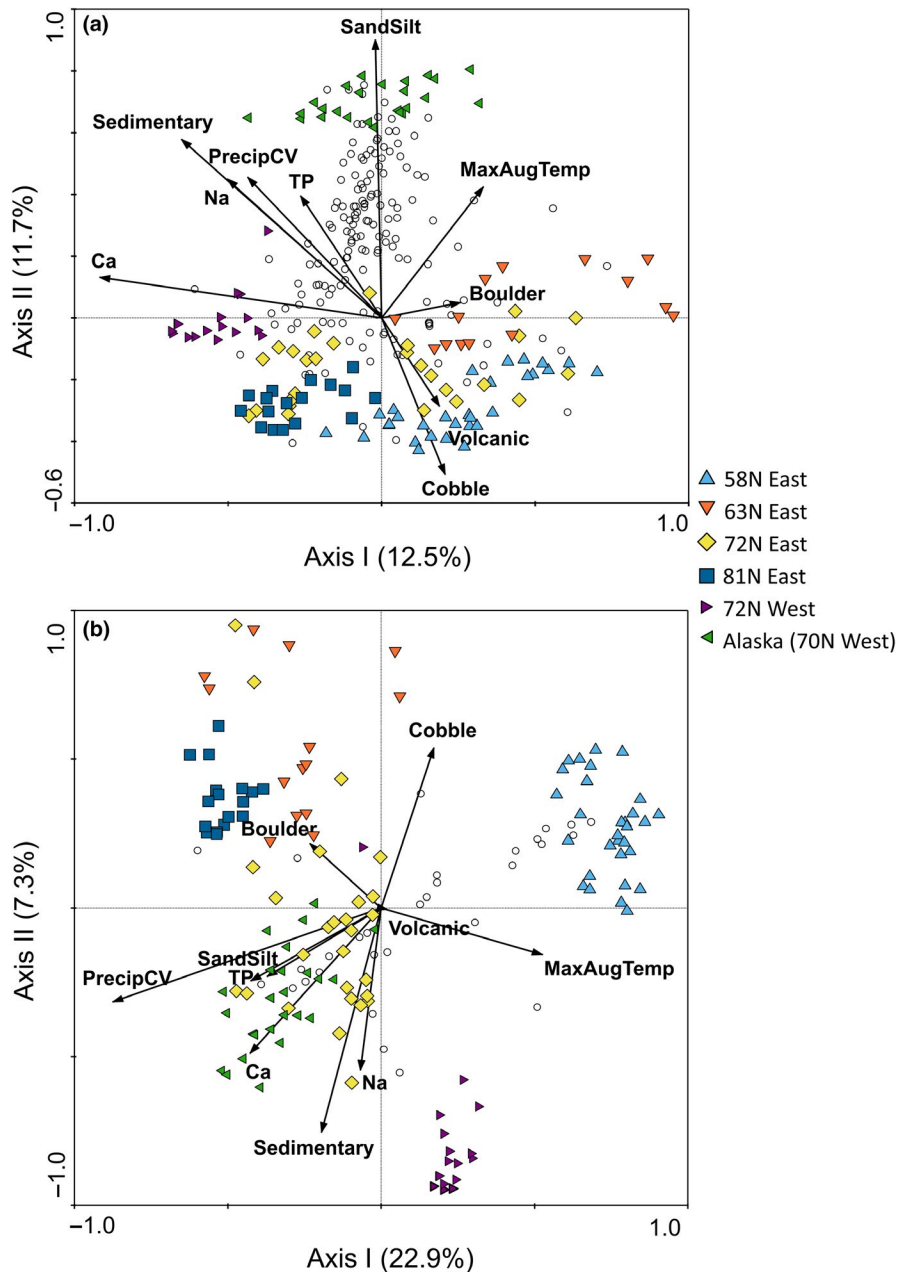 (a)
1.0
SandSilt
Sedimentary
PrecipCV
TP
MaxAugTemp
Na
Ca
Boulder
Volcanic
Cobble
Axis II (11.7%)
−0.6
−1.0
1.0
Axis I (12.5%)
58N East
63N East
72N East
81N East
72N West
Alaska (70N West)
(b)
1.0
Cobble
Boulder
Volcanic
SandSilt
MaxAugTemp
PrecipCV
TP
Ca
Na
Sedimentary
Axis II (7.3%)
−1.0
−1.0
1.0
Axis I (22.9%)